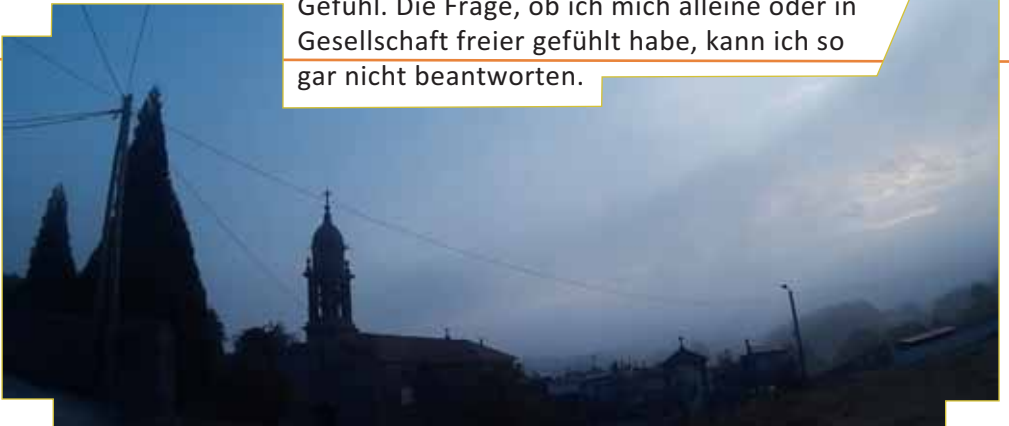 Gefühl. Die Frage, ob ich mich alleine oder in
Gesellschaft freier gefühlt habe, kann ich so
gar nicht beantworten.